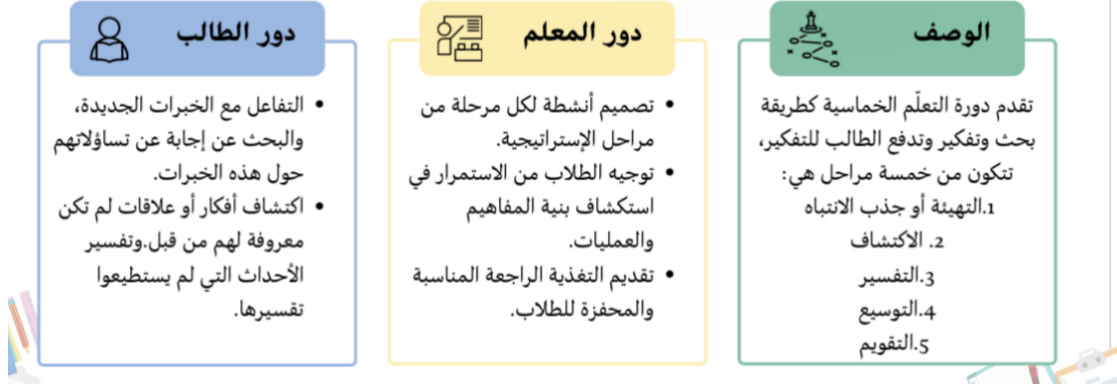 الوصف
تقدم دورة التعلّم الخماسية كطريقة
بحث وتفكير وتدفع الطالب للتفكير،
تتكون من خمسة مراحل هي:
1.التهيئة أو جذب الانتباه
2. الاكتشاف
3.التفسير
4.التوسيع
5.التقويم
دور المعلم
• تصميم أنشطة لكل مرحلة من
مراحل الإستراتيجية.
• توجيه الطلاب من الاستمرار في
استكشاف بنية المفاهيم
والعمليات.
• تقديم التغذية الراجعة المناسبة
والمحفزة للطلاب.
دور الطالب
• التفاعل مع الخبرات الجديدة،
والبحث عن إجابة عن تساؤلاتهم
حول هذه الخبرات.
• اكتشاف أفكار أو علاقات لم تكن
معروفة لهم من قبل.وتفسير
الأحداث التي لم يستطيعوا
تقسيرها.